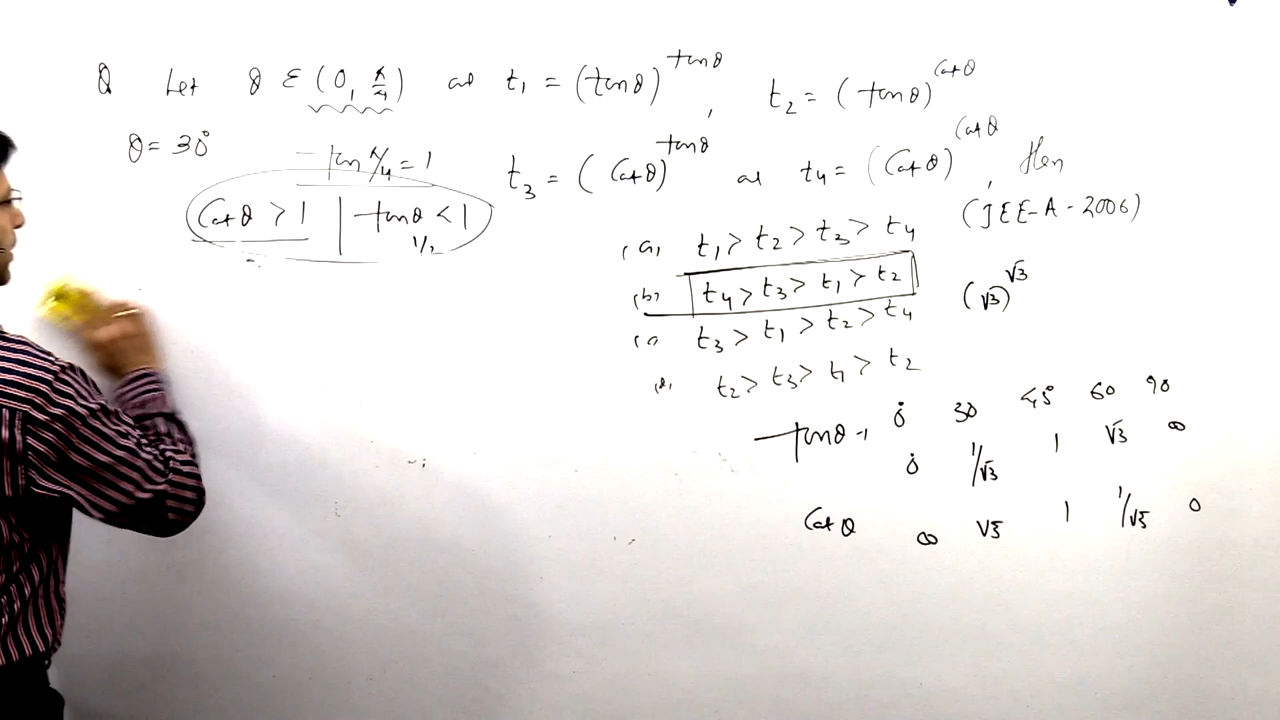 Q Let θ ε (0, π/4) and t₁ = (tanθ)^tanθ, t₂ = (tanθ)^Cotθ
θ = 30° tan π/4 = 1 t₃ = (Cotθ)^tanθ and t₄ = (Cotθ)^Cotθ, then
Cotθ > 1 | tanθ < 1 (JEE-A-2006)
1/2
(a) t₁ > t₂ > t₃ > t₄
(b) t₄ > t₃ > t₁ > t₂ (√3)^√3
(c) t₃ > t₁ > t₂ > t₄
(d) t₂ > t₃ > t₁ > t₂
0 30 45° 60 90
tanθ → 0 1/√3 1 √3 ∞
Cotθ ∞ √3 1 1/√3 0